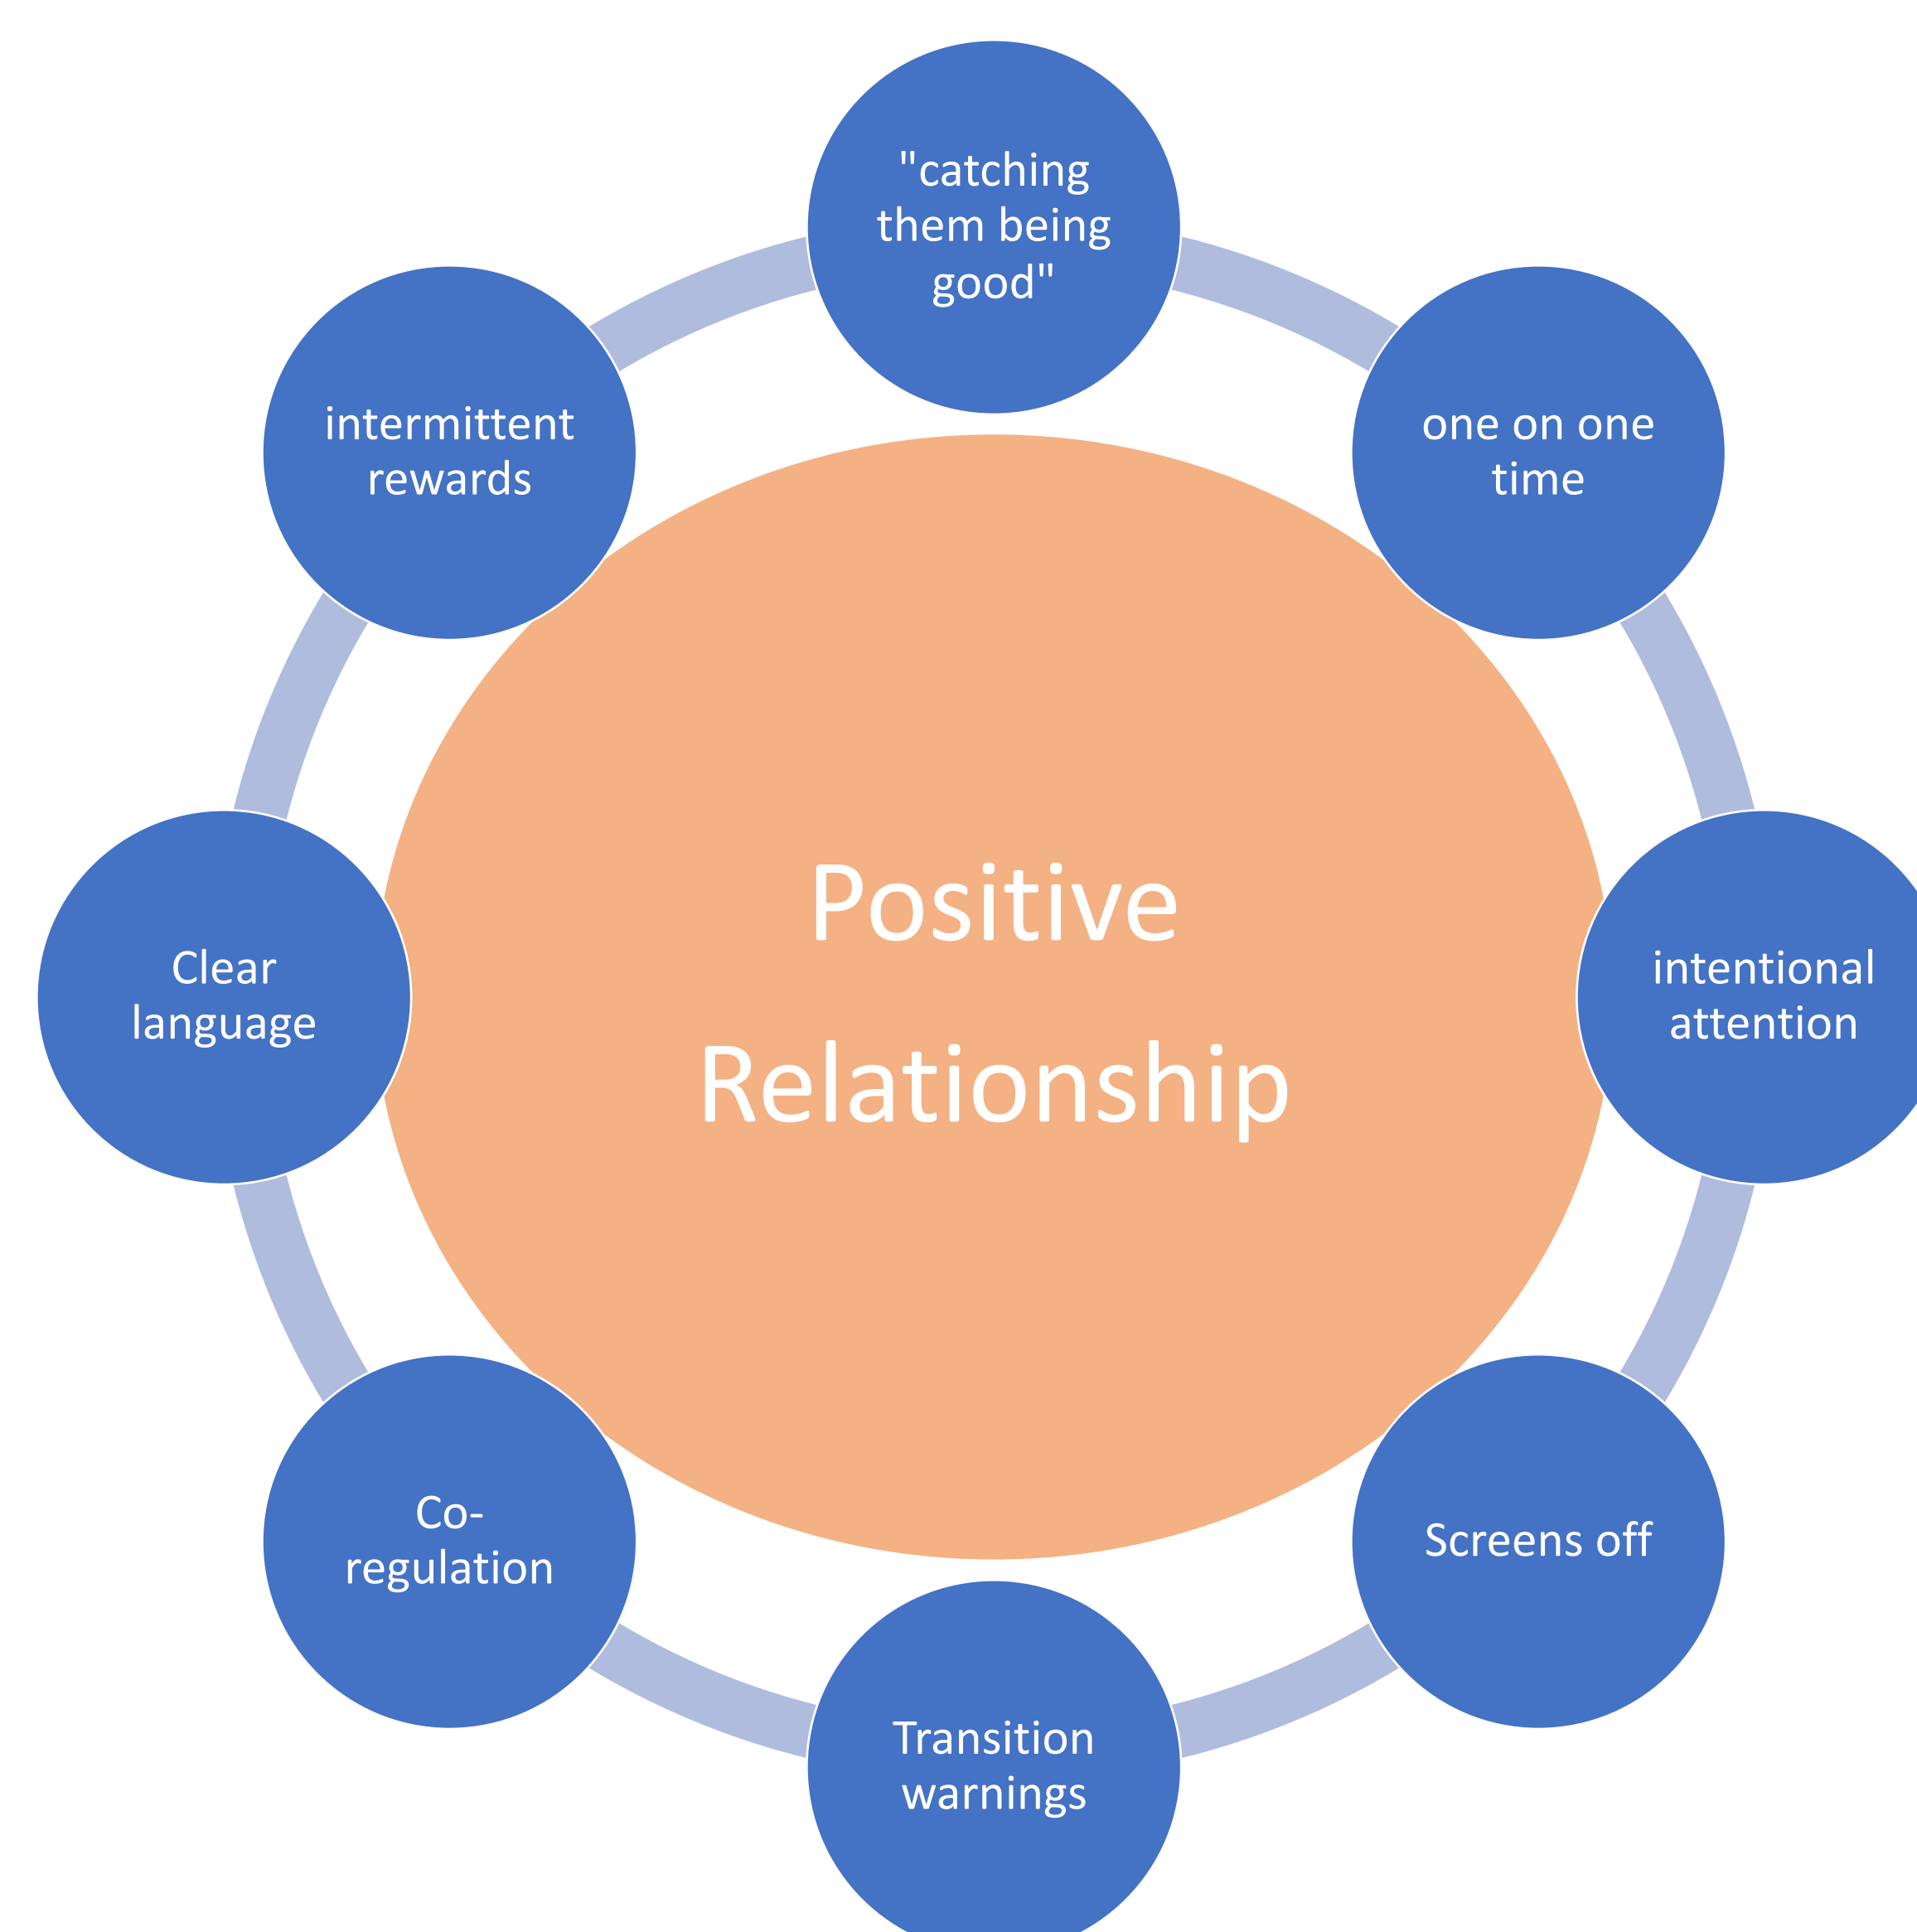 "catching
them being
good"
one on one
time
intentional
attention
Screens off
Transition
warnings
Co-
regulation
Clear
language
intermittent
rewards
Positive
Relationship